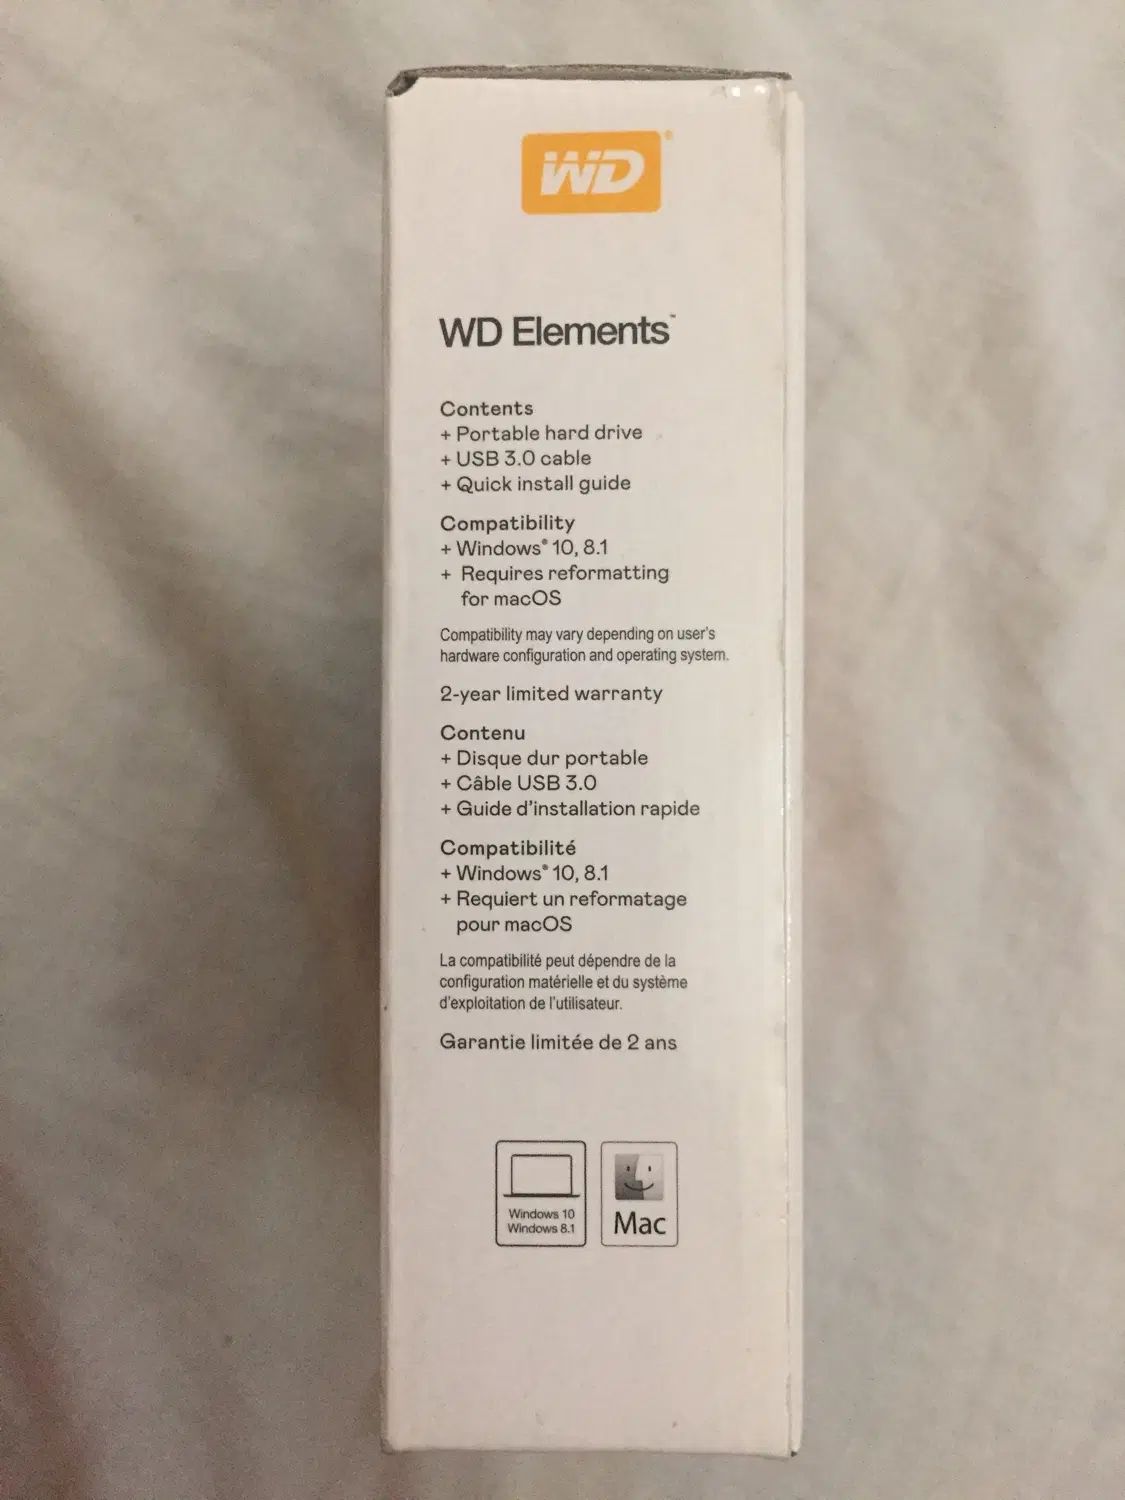 WD®
WD Elements™
Contents
+ Portable hard drive
+ USB 3.0 cable
+ Quick install guide
Compatibility
+ Windows® 10, 8.1
+ Requires reformatting
for macOS
Compatibility may vary depending on user's
hardware configuration and operating system.
2-year limited warranty
Contenu
+ Disque dur portable
+ Câble USB 3.0
+ Guide d'installation rapide
Compatibilité
+ Windows® 10, 8.1
+ Requiert un reformatage
pour macOS
La compatibilité peut dépendre de la
configuration matérielle et du système
d'exploitation de l'utilisateur.
Garantie limitée de 2 ans
Windows 10
Windows 8.1
Mac